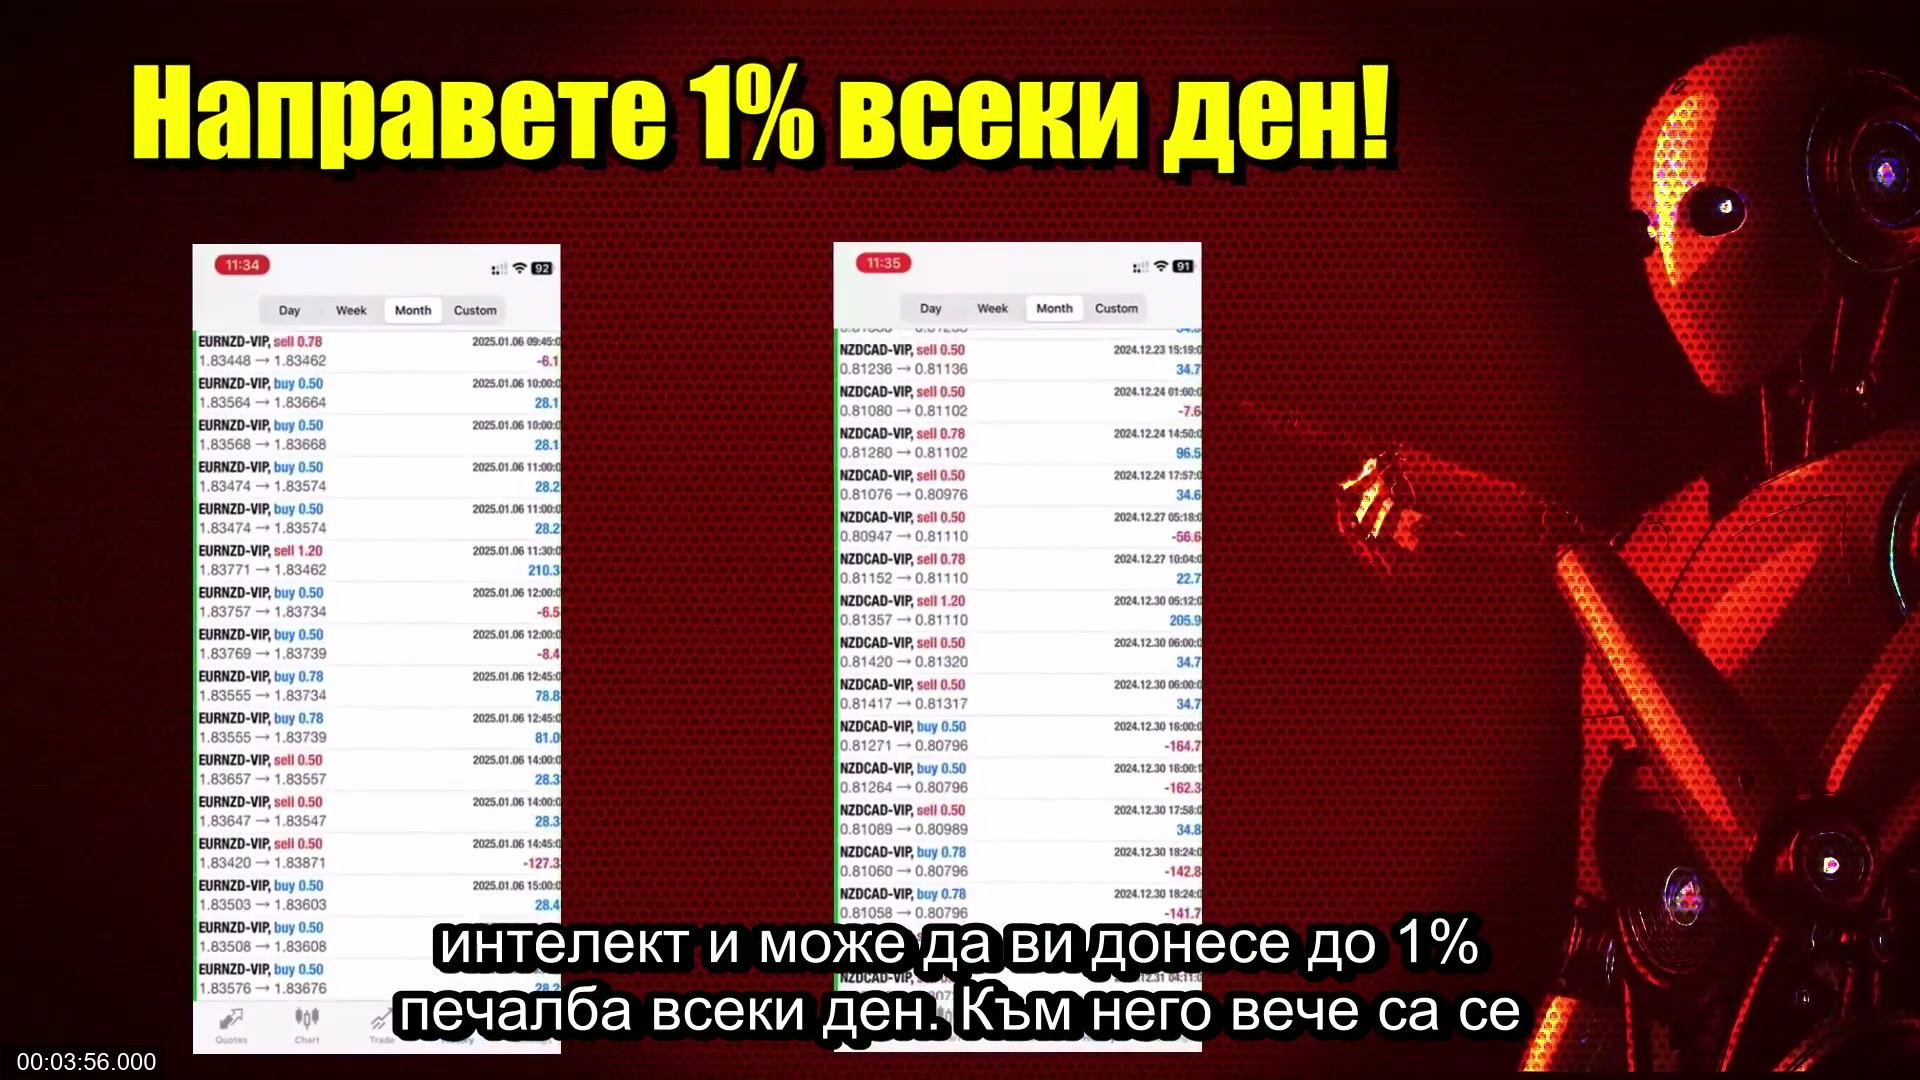 Направете 1% всеки ден!
11:34
92
Day Week Month Custom
EURNZD-VIP, sell 0.78 2025.01.06 09:45:0
1.83448 → 1.83462 -6.1
EURNZD-VIP, buy 0.50 2025.01.06 10:00:0
1.83564 → 1.83664 28.1
EURNZD-VIP, buy 0.50 2025.01.06 10:00:0
1.83568 → 1.83668 28.1
EURNZD-VIP, buy 0.50 2025.01.06 11:00:0
1.83474 → 1.83574 28.2
EURNZD-VIP, buy 0.50 2025.01.06 11:00:0
1.83474 → 1.83574 28.2
EURNZD-VIP, sell 1.20 2025.01.06 11:30:0
1.83771 → 1.83462 210.3
EURNZD-VIP, buy 0.50 2025.01.06 12:00:0
1.83757 → 1.83734 -6.5
EURNZD-VIP, buy 0.50 2025.01.06 12:00:0
1.83769 → 1.83739 -8.4
EURNZD-VIP, buy 0.78 2025.01.06 12:45:0
1.83555 → 1.83734 78.8
EURNZD-VIP, buy 0.78 2025.01.06 12:45:0
1.83555 → 1.83739 81.0
EURNZD-VIP, sell 0.50 2025.01.06 14:00:0
1.83657 → 1.83557 28.3
EURNZD-VIP, sell 0.50 2025.01.06 14:00:0
1.83647 → 1.83547 28.3
EURNZD-VIP, sell 0.50 2025.01.06 14:45:0
1.83420 → 1.83871 -127.3
EURNZD-VIP, buy 0.50 2025.01.06 15:00:0
1.83503 → 1.83603 28.4
EURNZD-VIP, buy 0.50
1.83508 → 1.83608
EURNZD-VIP, buy 0.50
1.83576 → 1.83676 28.2
Quotes Chart Trade
11:35
91
Day Week Month Custom
NZDCAD-VIP, sell 0.50 2024.12.23 15:19:0
0.81236 → 0.81136 34.7
NZDCAD-VIP, sell 0.50 2024.12.24 01:00:0
0.81080 → 0.81102 -7.6
NZDCAD-VIP, sell 0.78 2024.12.24 14:50:0
0.81280 → 0.81102 96.5
NZDCAD-VIP, sell 0.50 2024.12.24 17:57:0
0.81076 → 0.80976 34.6
NZDCAD-VIP, sell 0.50 2024.12.27 05:18:0
0.80947 → 0.81110 -56.6
NZDCAD-VIP, sell 0.78 2024.12.27 10:04:0
0.81152 → 0.81110 22.7
NZDCAD-VIP, sell 1.20 2024.12.30 05:12:0
0.81357 → 0.81110 205.9
NZDCAD-VIP, sell 0.50 2024.12.30 06:00:0
0.81420 → 0.81320 34.7
NZDCAD-VIP, sell 0.50 2024.12.30 06:00:0
0.81417 → 0.81317 34.7
NZDCAD-VIP, buy 0.50 2024.12.30 16:00:0
0.81271 → 0.80796 -164.7
NZDCAD-VIP, buy 0.50 2024.12.30 16:00:1
0.81264 → 0.80796 -162.3
NZDCAD-VIP, sell 0.50 2024.12.30 17:58:0
0.81089 → 0.80989 34.8
NZDCAD-VIP, buy 0.78 2024.12.30 18:24:0
0.81060 → 0.80796 -142.8
NZDCAD-VIP, buy 0.78 2024.12.30 18:24:0
0.81058 → 0.80796 -141.7
интелект и може да ви донесе до 1%
печалба всеки ден. Към него вече са се
00:03:56.000